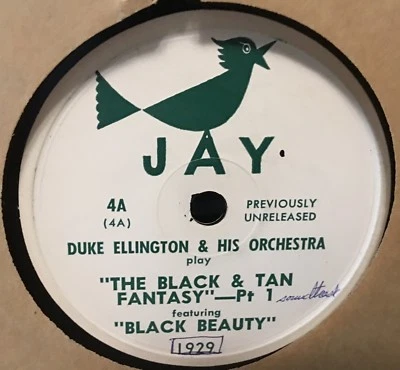 JAY
4A
(4A)
PREVIOUSLY
UNRELEASED
DUKE ELLINGTON & HIS ORCHESTRA
play
"THE BLACK & TAN
FANTASY"—Pt 1 soundtrack
featuring
"BLACK BEAUTY"
1929